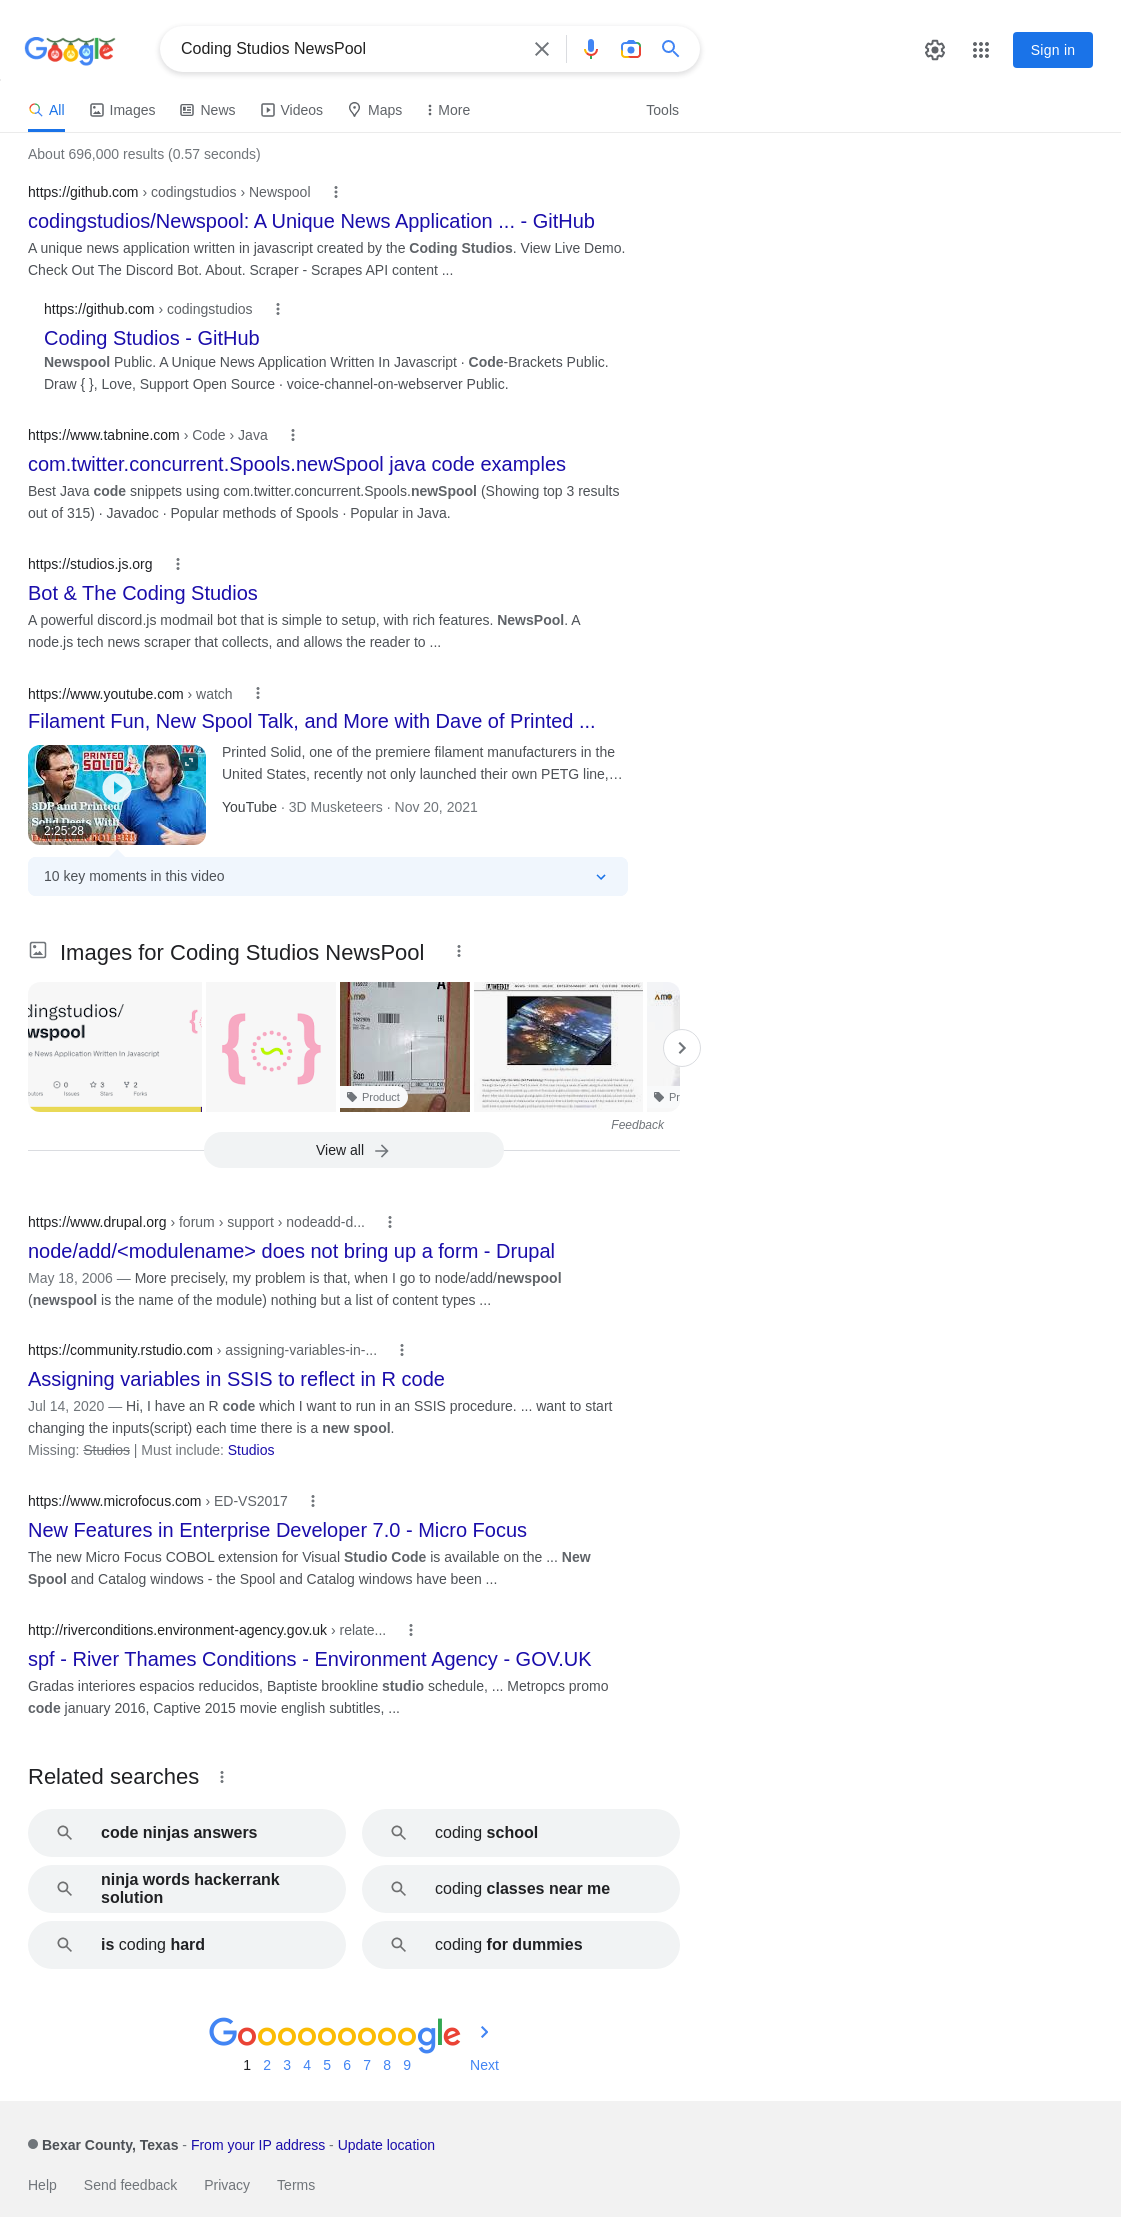 Google
Coding Studios NewsPool
Sign in
All Images News Videos Maps More Tools
About 696,000 results (0.57 seconds)
https://github.com › codingstudios › Newspool
codingstudios/Newspool: A Unique News Application ... - GitHub
A unique news application written in javascript created by the Coding Studios. View Live Demo.
Check Out The Discord Bot. About. Scraper - Scrapes API content ...
https://github.com › codingstudios
Coding Studios - GitHub
Newspool Public. A Unique News Application Written In Javascript · Code-Brackets Public.
Draw { }, Love, Support Open Source · voice-channel-on-webserver Public.
https://www.tabnine.com › Code › Java
com.twitter.concurrent.Spools.newSpool java code examples
Best Java code snippets using com.twitter.concurrent.Spools.newSpool (Showing top 3 results
out of 315) · Javadoc · Popular methods of Spools · Popular in Java.
https://studios.js.org
Bot & The Coding Studios
A powerful discord.js modmail bot that is simple to setup, with rich features. NewsPool. A
node.js tech news scraper that collects, and allows the reader to ...
https://www.youtube.com › watch
Filament Fun, New Spool Talk, and More with Dave of Printed ...
PRINTED
SOLID
3DP and Printed
Solid Deets With
2:25:28
Printed Solid, one of the premiere filament manufacturers in the
United States, recently not only launched their own PETG line,…
YouTube · 3D Musketeers · Nov 20, 2021
10 key moments in this video
Images for Coding Studios NewsPool
dingstudios/
wspool
e News Application Written In Javascript
0 3 2
butors Issues Stars Forks
Product
WEEKLY
AMO
Pr
Feedback
View all
https://www.drupal.org › forum › support › nodeadd-d...
node/add/<modulename> does not bring up a form - Drupal
May 18, 2006 — More precisely, my problem is that, when I go to node/add/newspool
(newspool is the name of the module) nothing but a list of content types ...
https://community.rstudio.com › assigning-variables-in-...
Assigning variables in SSIS to reflect in R code
Jul 14, 2020 — Hi, I have an R code which I want to run in an SSIS procedure. ... want to start
changing the inputs(script) each time there is a new spool.
Missing: Studios | Must include: Studios
https://www.microfocus.com › ED-VS2017
New Features in Enterprise Developer 7.0 - Micro Focus
The new Micro Focus COBOL extension for Visual Studio Code is available on the ... New
Spool and Catalog windows - the Spool and Catalog windows have been ...
http://riverconditions.environment-agency.gov.uk › relate...
spf - River Thames Conditions - Environment Agency - GOV.UK
Gradas interiores espacios reducidos, Baptiste brookline studio schedule, ... Metropcs promo
code january 2016, Captive 2015 movie english subtitles, ...
Related searches
code ninjas answers
coding school
ninja words hackerrank
solution
coding classes near me
is coding hard
coding for dummies
Goooooooooogle
1 2 3 4 5 6 7 8 9 Next
Bexar County, Texas - From your IP address - Update location
Help Send feedback Privacy Terms